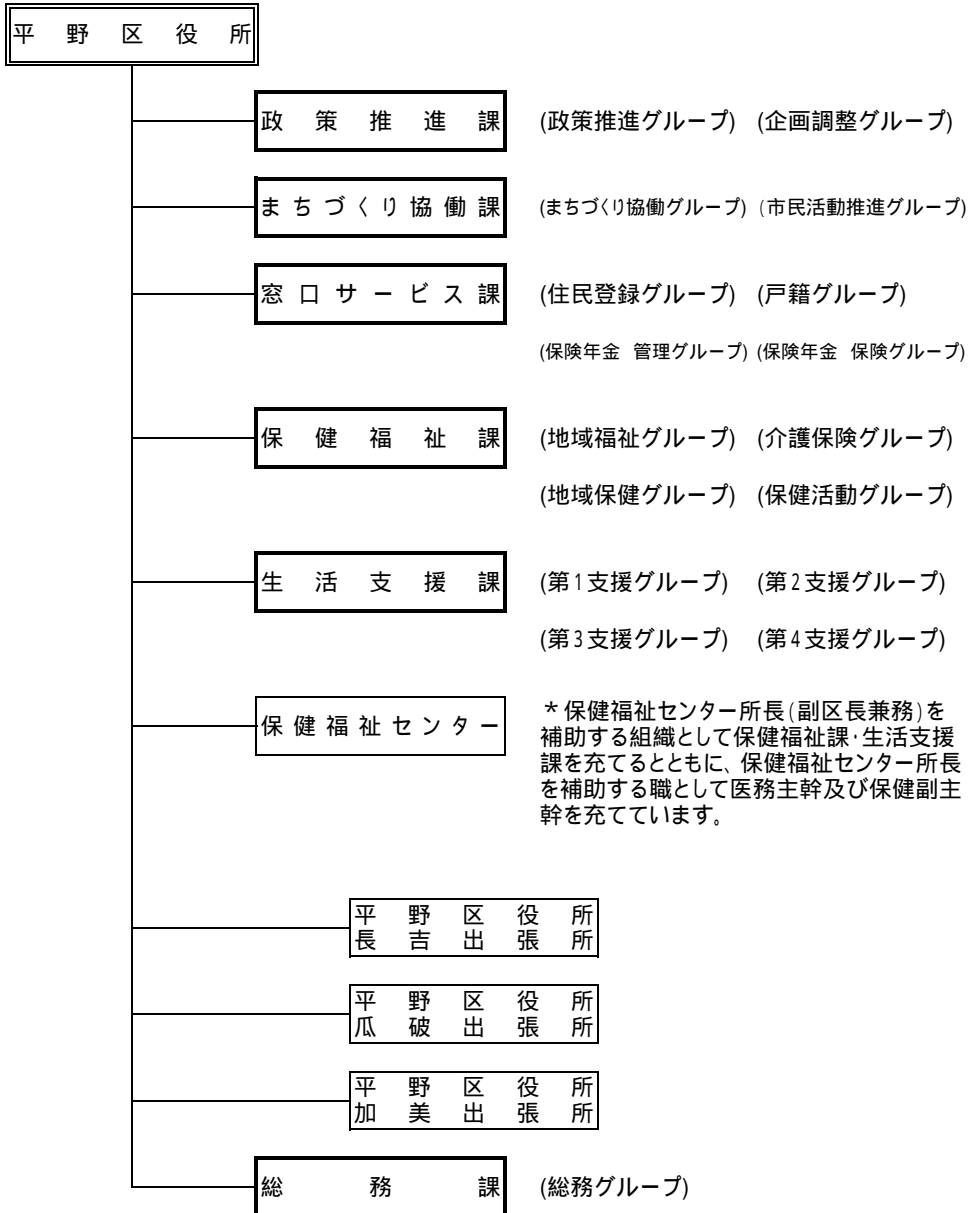 平野区役所
政策推進課 (政策推進グループ) (企画調整グループ)
まちづくり協働課 (まちづくり協働グループ) (市民活動推進グループ)
窓口サービス課 (住民登録グループ) (戸籍グループ)
(保険年金 管理グループ) (保険年金 保険グループ)
保健福祉課 (地域福祉グループ) (介護保険グループ)
(地域保健グループ) (保健活動グループ)
生活支援課 (第1支援グループ) (第2支援グループ)
(第3支援グループ) (第4支援グループ)
保健福祉センター
＊保健福祉センター所長(副区長兼務)を
補助する組織として保健福祉課･生活支援
課を充てるとともに、保健福祉センター所長
を補助する職として医務主幹及び保健副主
幹を充てています。
平野区役所
長吉出張所
平野区役所
瓜破出張所
平野区役所
加美出張所
総務課 (総務グループ)